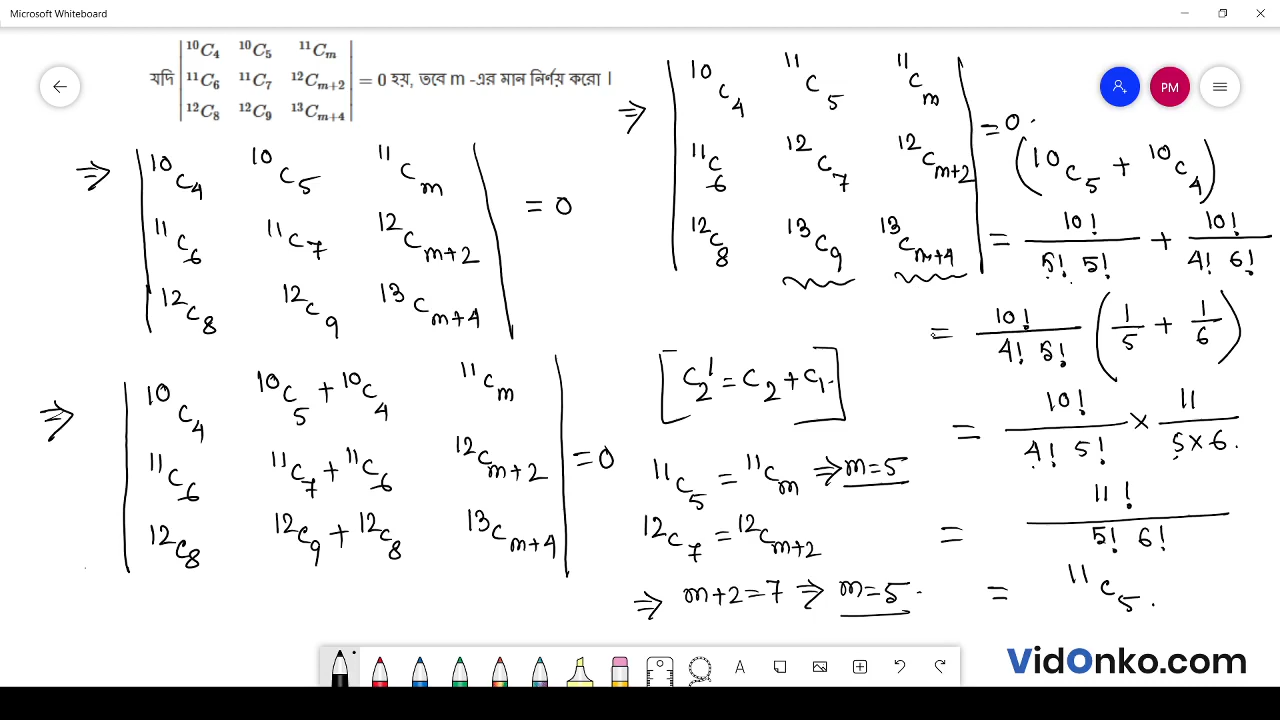 Microsoft Whiteboard
¹⁰C₄ ¹⁰C₅ ¹¹Cₘ
যদি ¹¹C₆ ¹¹C₇ ¹²Cₘ₊₂ = 0 হয়, তবে m -এর মান নির্ণয় করো ।
¹²C₈ ¹²C₉ ¹³Cₘ₊₄
PM
⇒ | ¹⁰C₄ ¹⁰C₅ ¹¹Cₘ |
| ¹¹C₆ ¹¹C₇ ¹²Cₘ₊₂ | = 0
| ¹²C₈ ¹²C₉ ¹³Cₘ₊₄ |
⇒ | ¹⁰C₄ ¹⁰C₅ + ¹⁰C₄ ¹¹Cₘ |
| ¹¹C₆ ¹¹C₇ + ¹¹C₆ ¹²Cₘ₊₂ | = 0
| ¹²C₈ ¹²C₉ + ¹²C₈ ¹³Cₘ₊₄ |
⇒ | ¹⁰C₄ ¹¹C₅ ¹¹Cₘ |
| ¹¹C₆ ¹²C₇ ¹²Cₘ₊₂ | = 0.
| ¹²C₈ ¹³C₉ ¹³Cₘ₊₄ |
[C₂' = C₂ + C₁.]
¹¹C₅ = ¹¹Cₘ ⇒ m=5
¹²C₇ = ¹²Cₘ₊₂
⇒ m+2=7 ⇒ m=5.
(¹⁰C₅ + ¹⁰C₄)
= 10!/(5! 5!) + 10!/(4! 6!)
= 10!/(4! 5!) (1/5 + 1/6)
= 10!/(4! 5!) × 11/(5×6.)
= 11!/(5! 6!)
= ¹¹C₅.
A
VidOnko.com